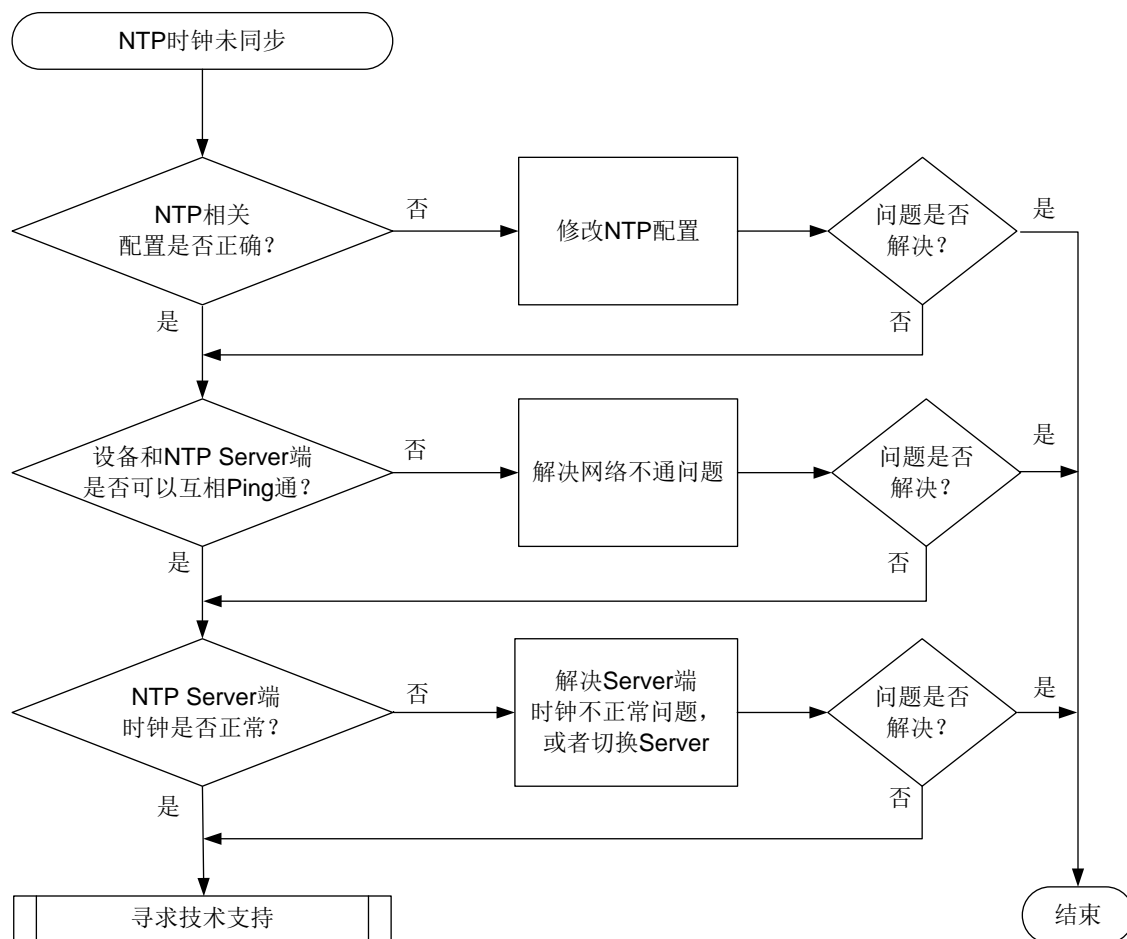 NTP时钟未同步
NTP相关
配置是否正确?
否
修改NTP配置
问题是否
解决?
是
是
否
设备和NTP Server端
是否可以互相Ping通?
否
解决网络不通问题
问题是否
解决?
是
是
否
NTP Server端
时钟是否正常?
否
解决Server端
时钟不正常问题,
或者切换Server
问题是否
解决?
是
是
否
寻求技术支持
结束